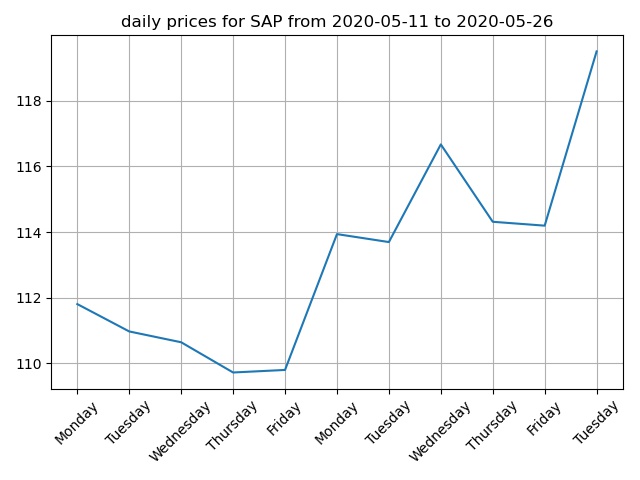 daily prices for SAP from 2020-05-11 to 2020-05-26
118
116
114
112
110
Monday
Tuesday
Wednesday
Thursday
Friday
Monday
Tuesday
Wednesday
Thursday
Friday
Tuesday